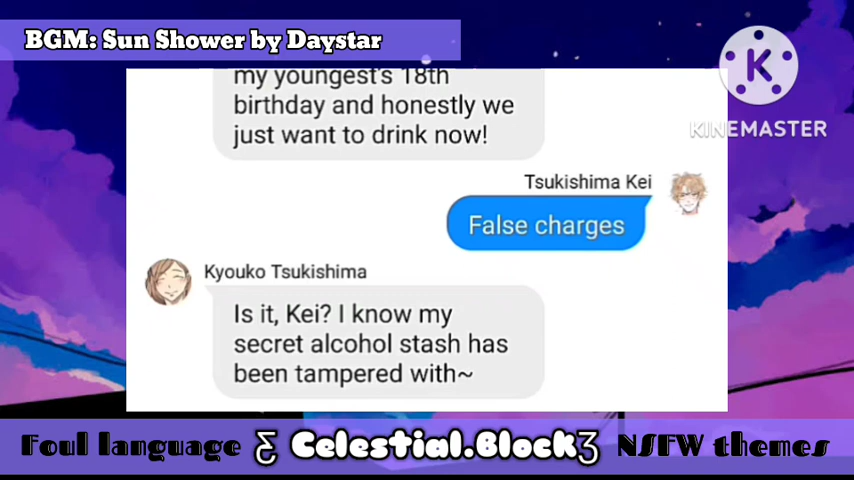 BGM: Sun Shower by Daystar
KINEMASTER
my youngest's 18th
birthday and honestly we
just want to drink now!
Tsukishima Kei
False charges
Kyouko Tsukishima
Is it, Kei? I know my
secret alcohol stash has
been tampered with~
Foul language ꒰ Celestial.Block꒱ NSFW themes